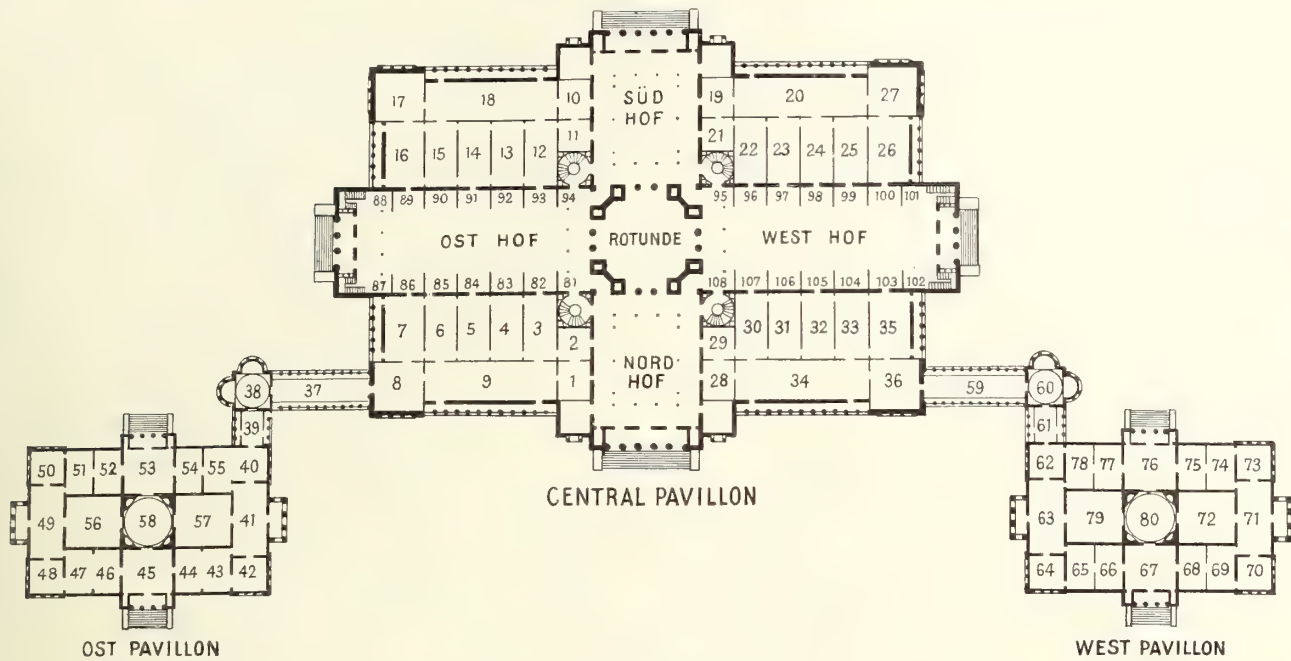 17 18 10 SÜD HOF 19 20 27
11 21
16 15 14 13 12 22 23 24 25 26
88 89 90 91 92 93 94 95 96 97 98 99 100 101
OST HOF ROTUNDE WEST HOF
87 86 85 84 83 82 81 108 107 106 105 104 103 102
7 6 5 4 3 30 31 32 33 35
2 29
8 9 1 NORD HOF 28 34 36
38 37 59 60
39 61
50 51 52 53 54 55 40 62 78 77 76 75 74 73
CENTRAL PAVILLON
49 56 58 57 41 63 79 80 72 71
48 47 46 45 44 43 42 64 65 66 67 68 69 70
OST PAVILLON WEST PAVILLON